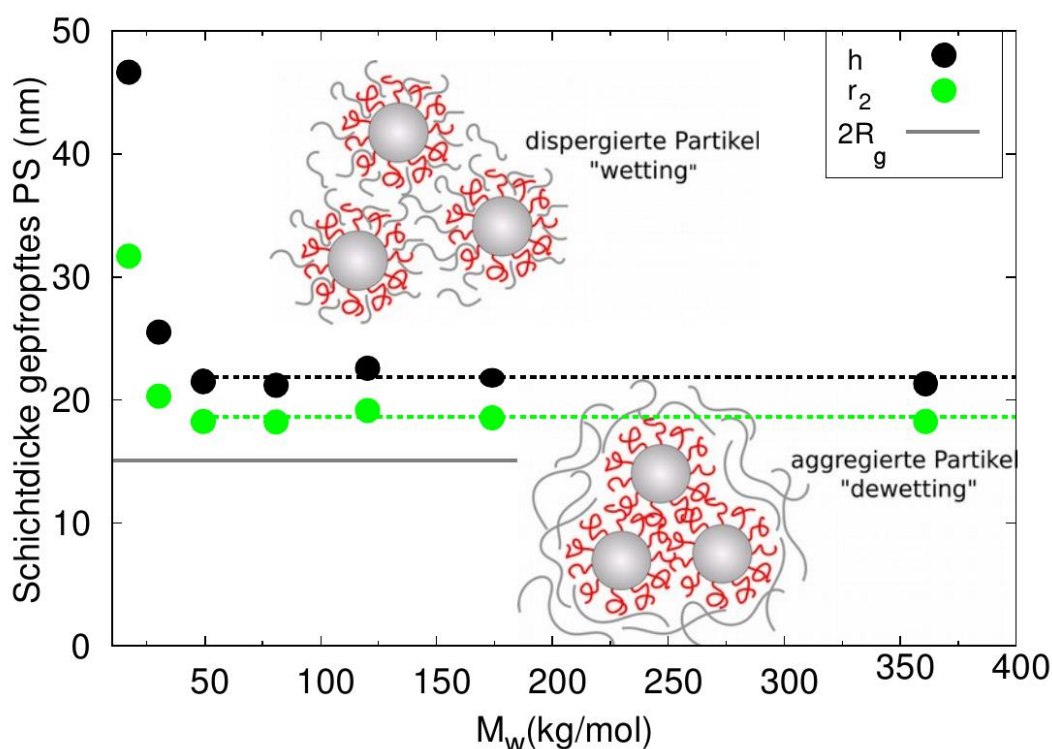 Schichtdicke gepfropftes PS (nm)
50
40
30
20
10
0
h
r2
2Rg
dispergierte Partikel
"wetting"
aggregierte Partikel
"dewetting"
50 100 150 200 250 300 350 400
Mw(kg/mol)